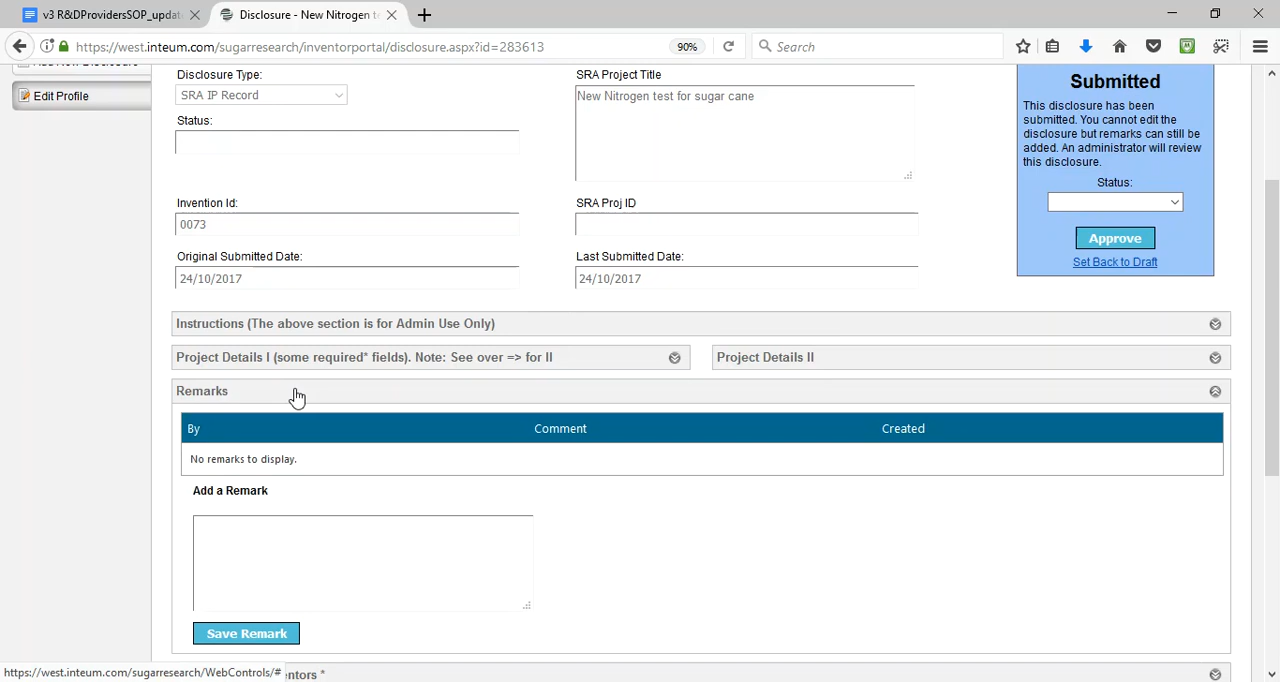 v3 R&DProvidersSOP_updat
Disclosure - New Nitrogen t
https://west.inteum.com/sugarresearch/inventorportal/disclosure.aspx?id=283613
90%
Search
Edit Profile
Disclosure Type:
SRA IP Record
Status:
SRA Project Title
New Nitrogen test for sugar cane
Submitted
This disclosure has been
submitted. You cannot edit the
disclosure but remarks can still be
added. An administrator will review
this disclosure.
Status:
Approve
Set Back to Draft
Invention Id:
0073
SRA Proj ID
Original Submitted Date:
24/10/2017
Last Submitted Date:
24/10/2017
Instructions (The above section is for Admin Use Only)
Project Details I (some required* fields). Note: See over => for II
Project Details II
Remarks
By
Comment
Created
No remarks to display.
Add a Remark
Save Remark
https://west.inteum.com/sugarresearch/WebControls/#
ntors *